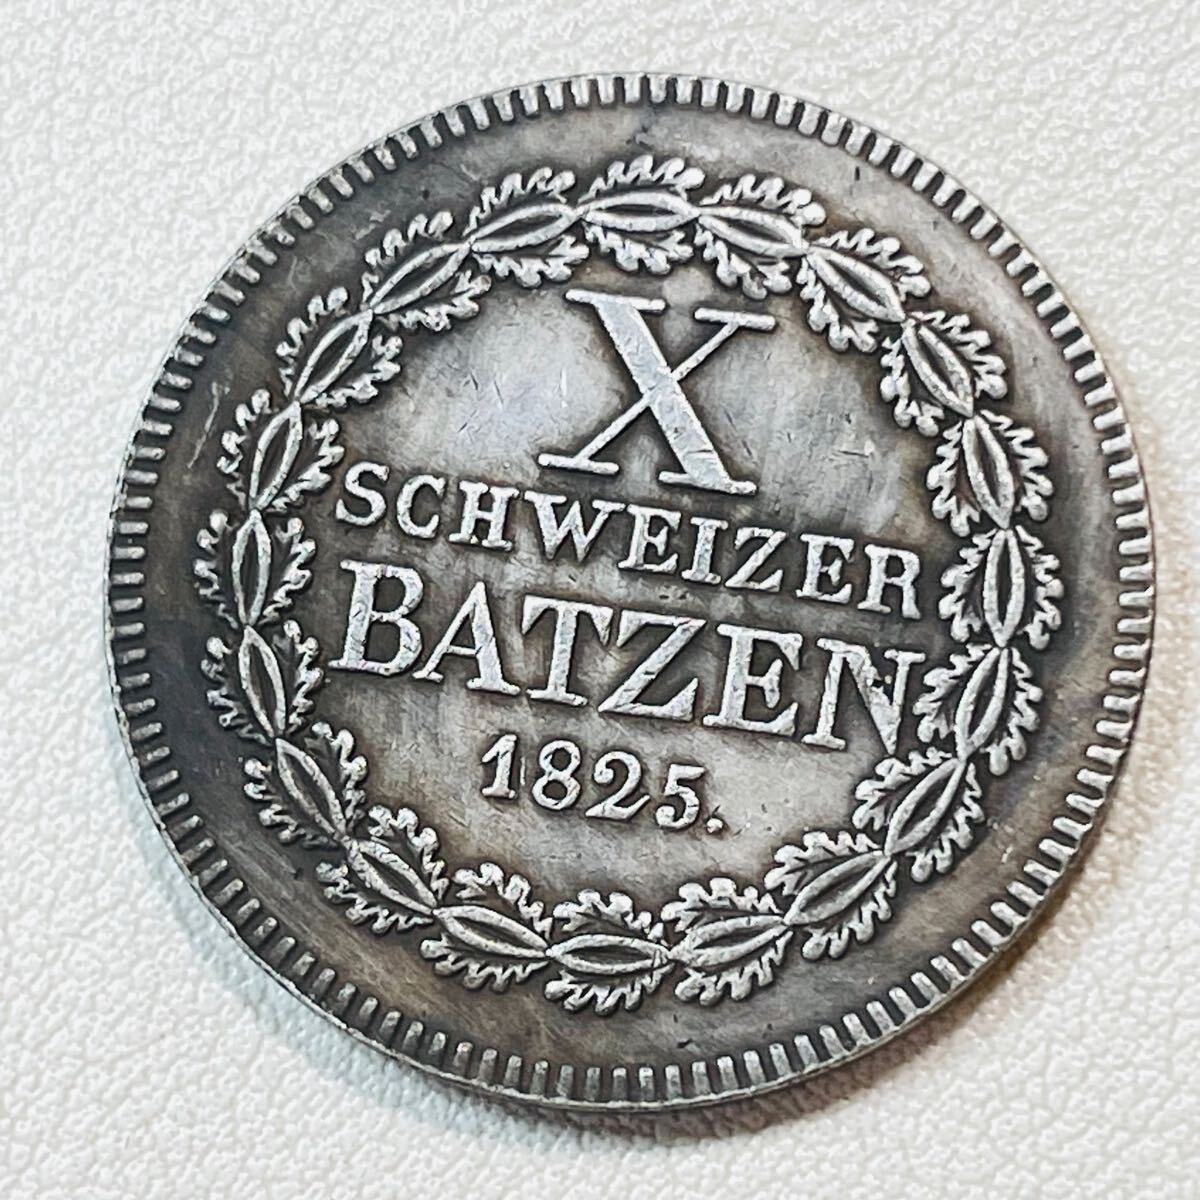 X
SCHWEIZER
BATZEN
1825.